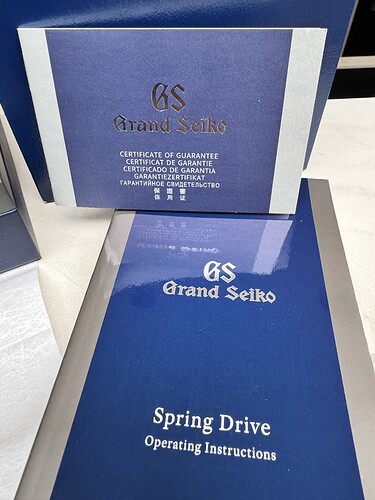 GS
Grand Seiko
CERTIFICATE OF GUARANTEE
CERTIFICAT DE GARANTIE
CERTIFICADO DE GARANTIA
GARANTIEZERTIFIKAT
ГАРАНТИЙНОЕ СВИДЕТЕЛЬСТВО
保 證 書
保 用 证
GS
Grand Seiko
Spring Drive
Operating Instructions